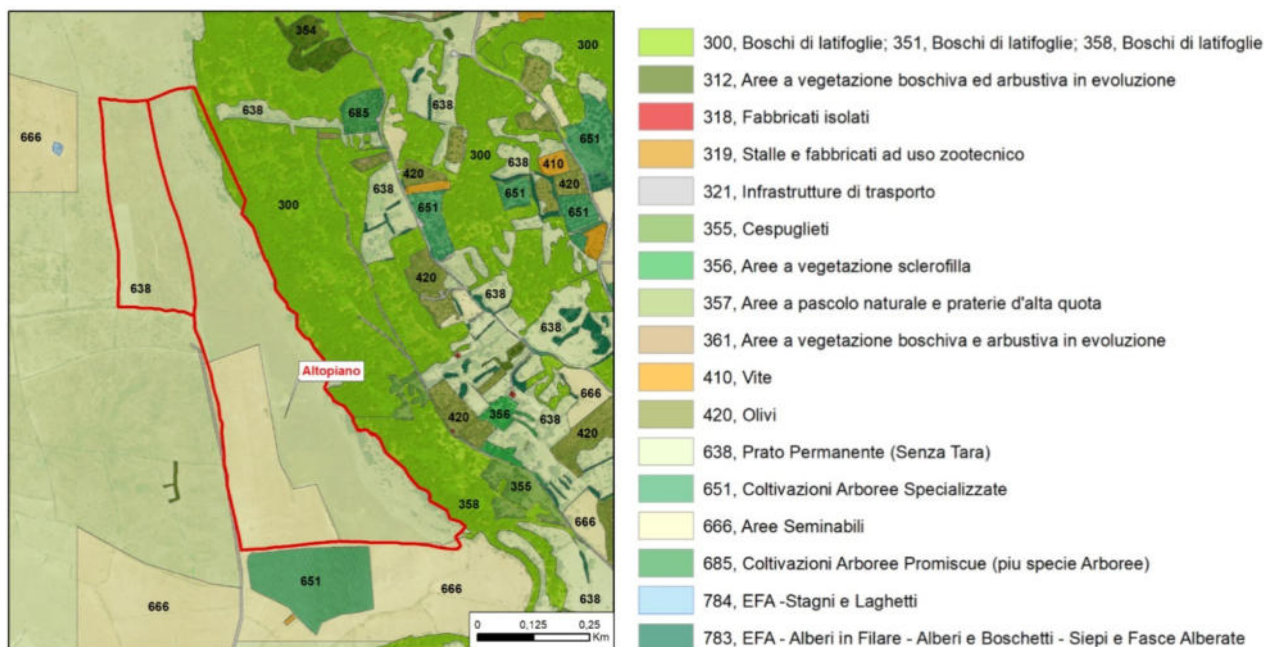 354
300
638
685
638
651
666
300
638
410
420
420
638
651
651
651
300
420
638
638
638
Altopiano
666
420
356
638
420
355
358
666
651
666
666
638
0 0,125 0,25
Km
300, Boschi di latifoglie; 351, Boschi di latifoglie; 358, Boschi di latifoglie
312, Aree a vegetazione boschiva ed arbustiva in evoluzione
318, Fabbricati isolati
319, Stalle e fabbricati ad uso zootecnico
321, Infrastrutture di trasporto
355, Cespuglieti
356, Aree a vegetazione sclerofilla
357, Aree a pascolo naturale e praterie d'alta quota
361, Aree a vegetazione boschiva e arbustiva in evoluzione
410, Vite
420, Olivi
638, Prato Permanente (Senza Tara)
651, Coltivazioni Arboree Specializzate
666, Aree Seminabili
685, Coltivazioni Arboree Promiscue (piu specie Arboree)
784, EFA -Stagni e Laghetti
783, EFA - Alberi in Filare - Alberi e Boschetti - Siepi e Fasce Alberate